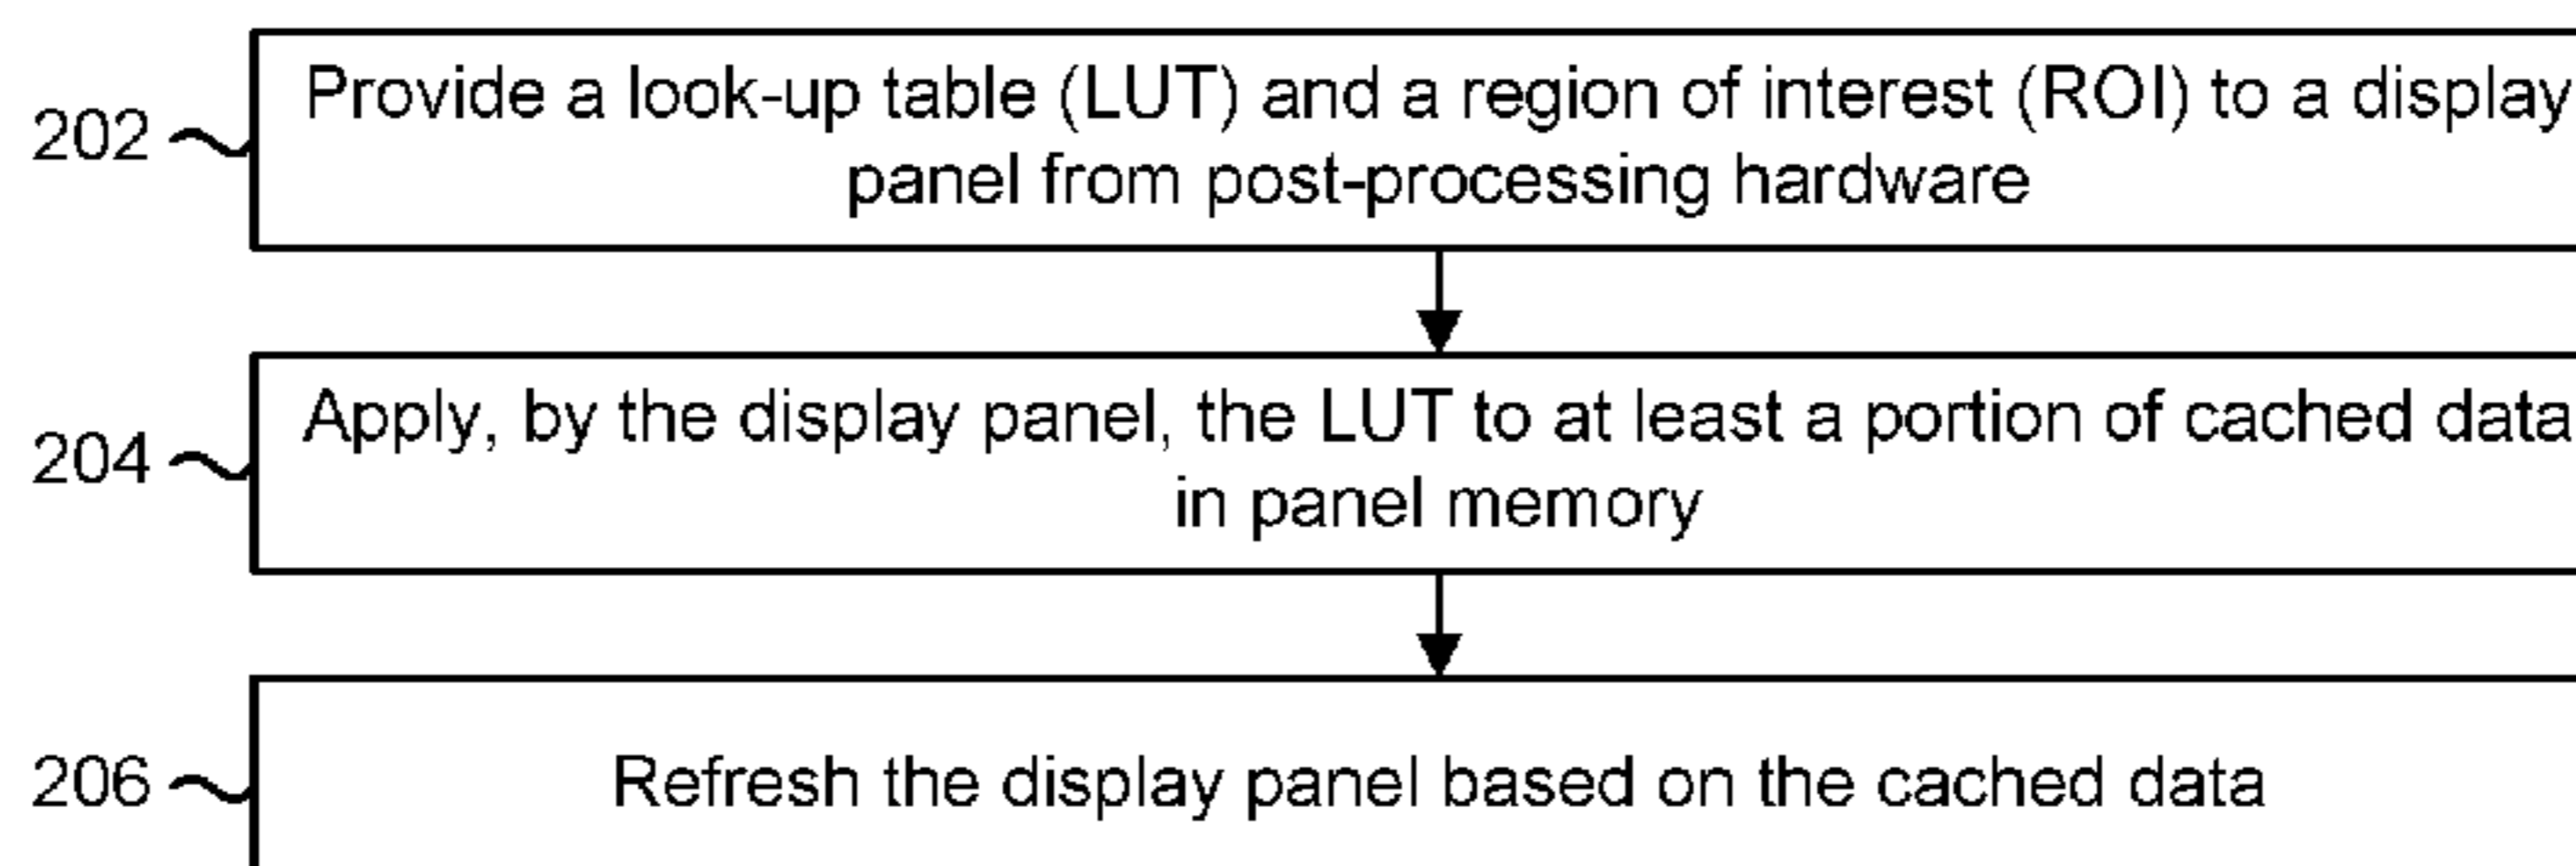 202
Provide a look-up table (LUT) and a region of interest (ROI) to a display
panel from post-processing hardware
204
Apply, by the display panel, the LUT to at least a portion of cached data
in panel memory
206
Refresh the display panel based on the cached data